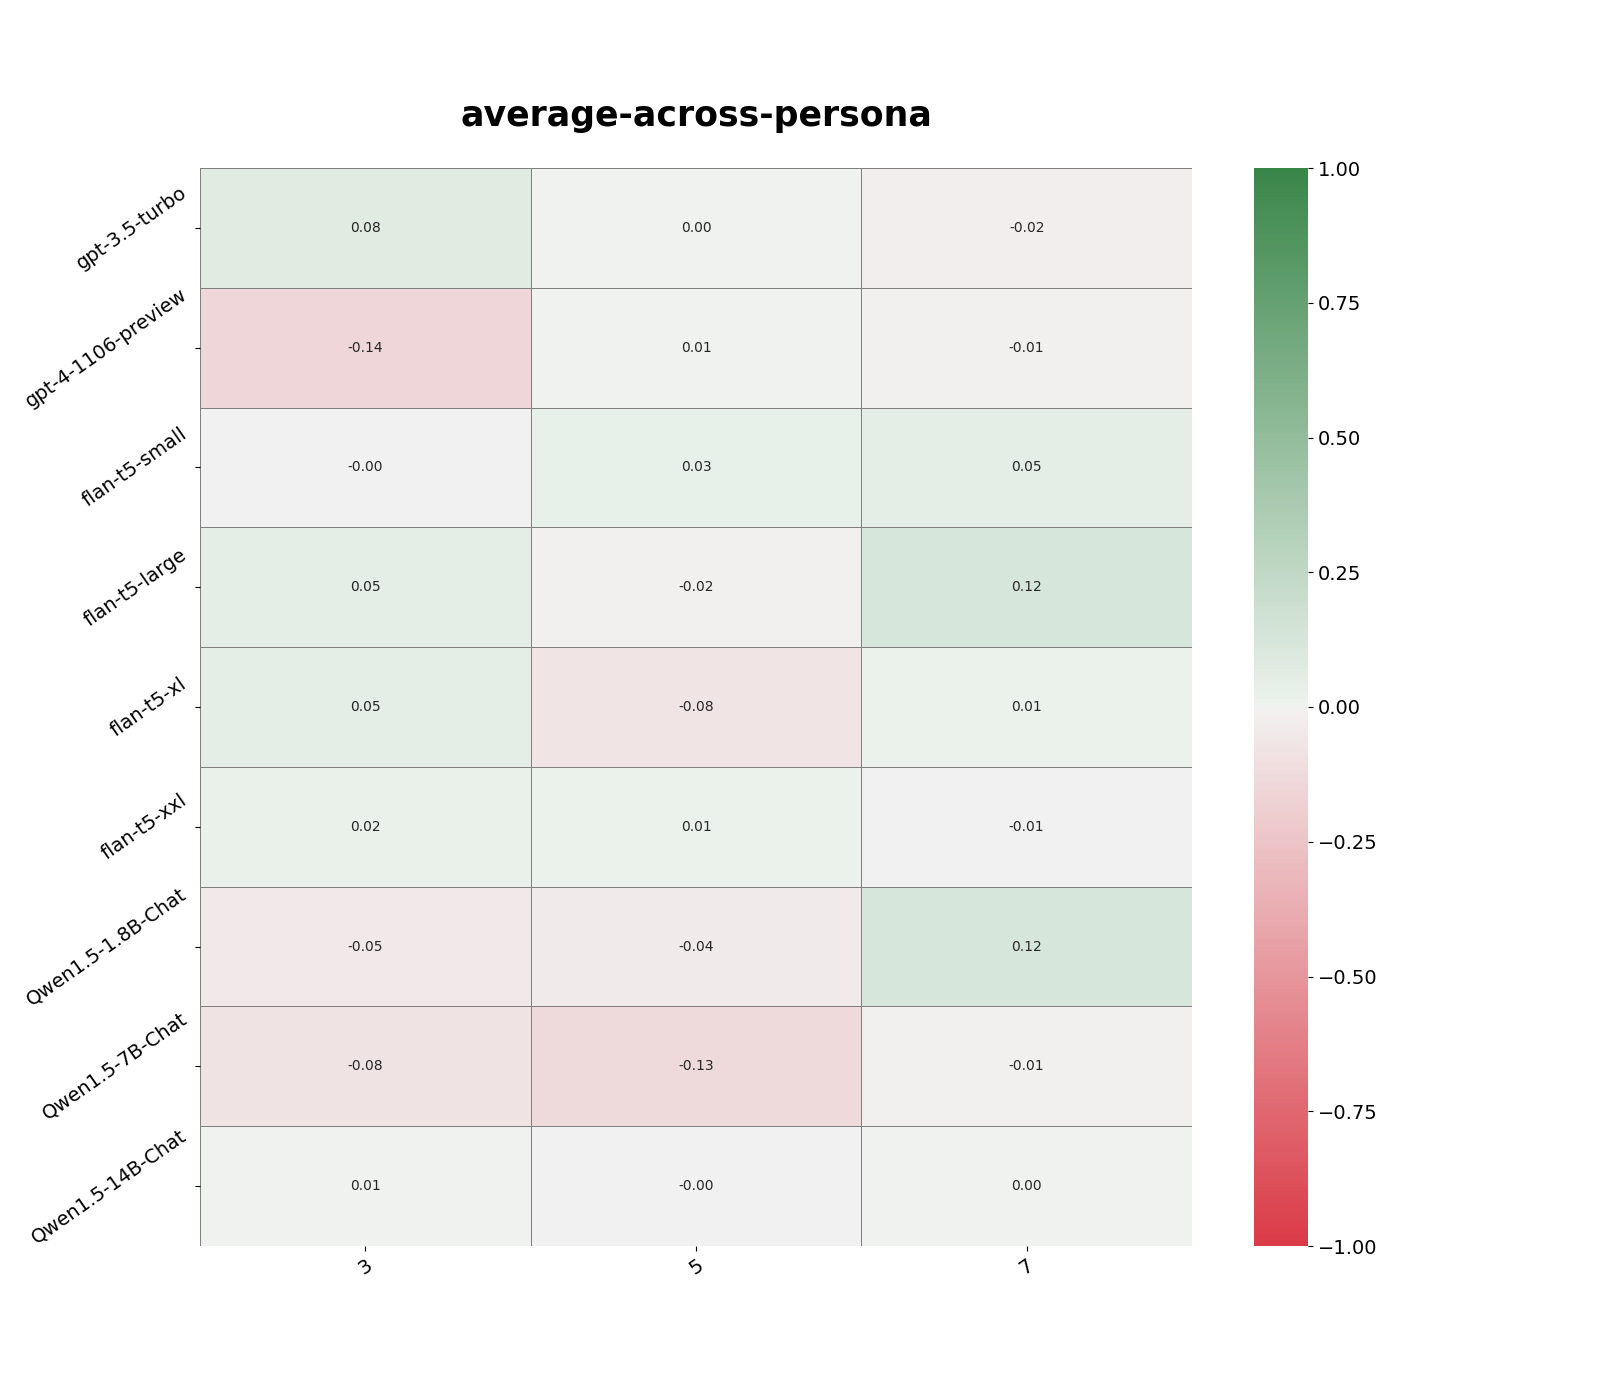 average-across-persona
gpt-3.5-turbo 0.08 0.00 -0.02
gpt-4-1106-preview -0.14 0.01 -0.01
flan-t5-small -0.00 0.03 0.05
flan-t5-large 0.05 -0.02 0.12
flan-t5-xl 0.05 -0.08 0.01
flan-t5-xxl 0.02 0.01 -0.01
Qwen1.5-1.8B-Chat -0.05 -0.04 0.12
Qwen1.5-7B-Chat -0.08 -0.13 -0.01
Qwen1.5-14B-Chat 0.01 -0.00 0.00
3 5 7
1.00
0.75
0.50
0.25
0.00
−0.25
−0.50
−0.75
−1.00